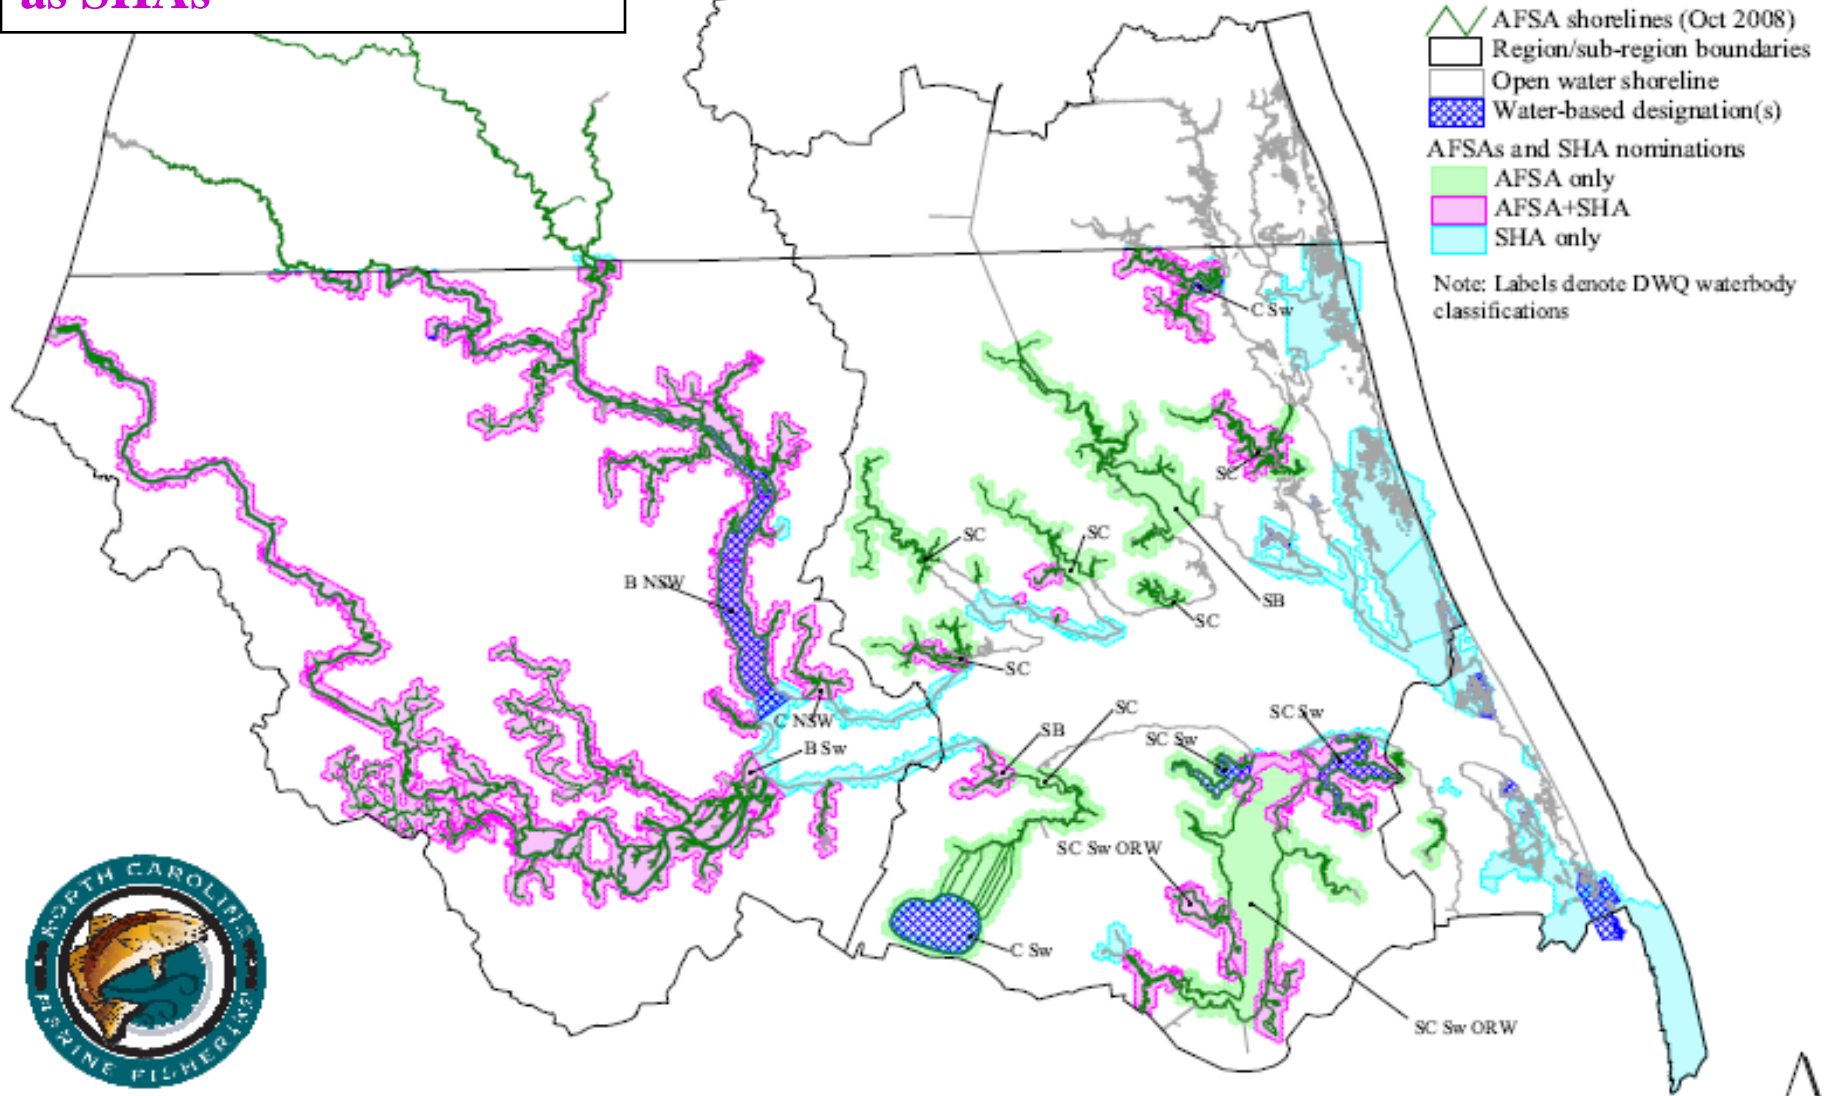 as SHAs
AFSA shorelines (Oct 2008)
Region/sub-region boundaries
Open water shoreline
Water-based designation(s)
AFSAs and SHA nominations
AFSA only
AFSA+SHA
SHA only
Note: Labels denote DWQ waterbody
classifications
C Sw
SC
SC
SC
B NSW
SB
SC
SC
C NSW
SC
SC Sw
SB
SC Sw
B Sw
SC Sw ORW
C Sw
SC Sw ORW
NORTH CAROLINA
MARINE FISHERIES